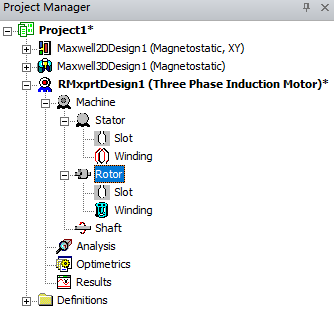 Project Manager
Project1*
Maxwell2DDesign1 (Magnetostatic, XY)
Maxwell3DDesign1 (Magnetostatic)
RMxprtDesign1 (Three Phase Induction Motor)*
Machine
Stator
Slot
Winding
Rotor
Slot
Winding
Shaft
Analysis
Optimetrics
Results
Definitions